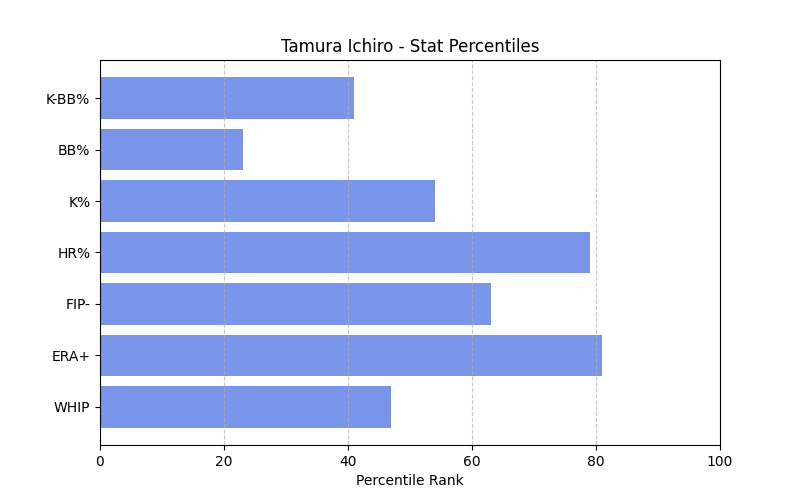 Tamura Ichiro - Stat Percentiles
K-BB%
BB%
K%
HR%
FIP-
ERA+
WHIP
0 20 40 60 80 100
Percentile Rank